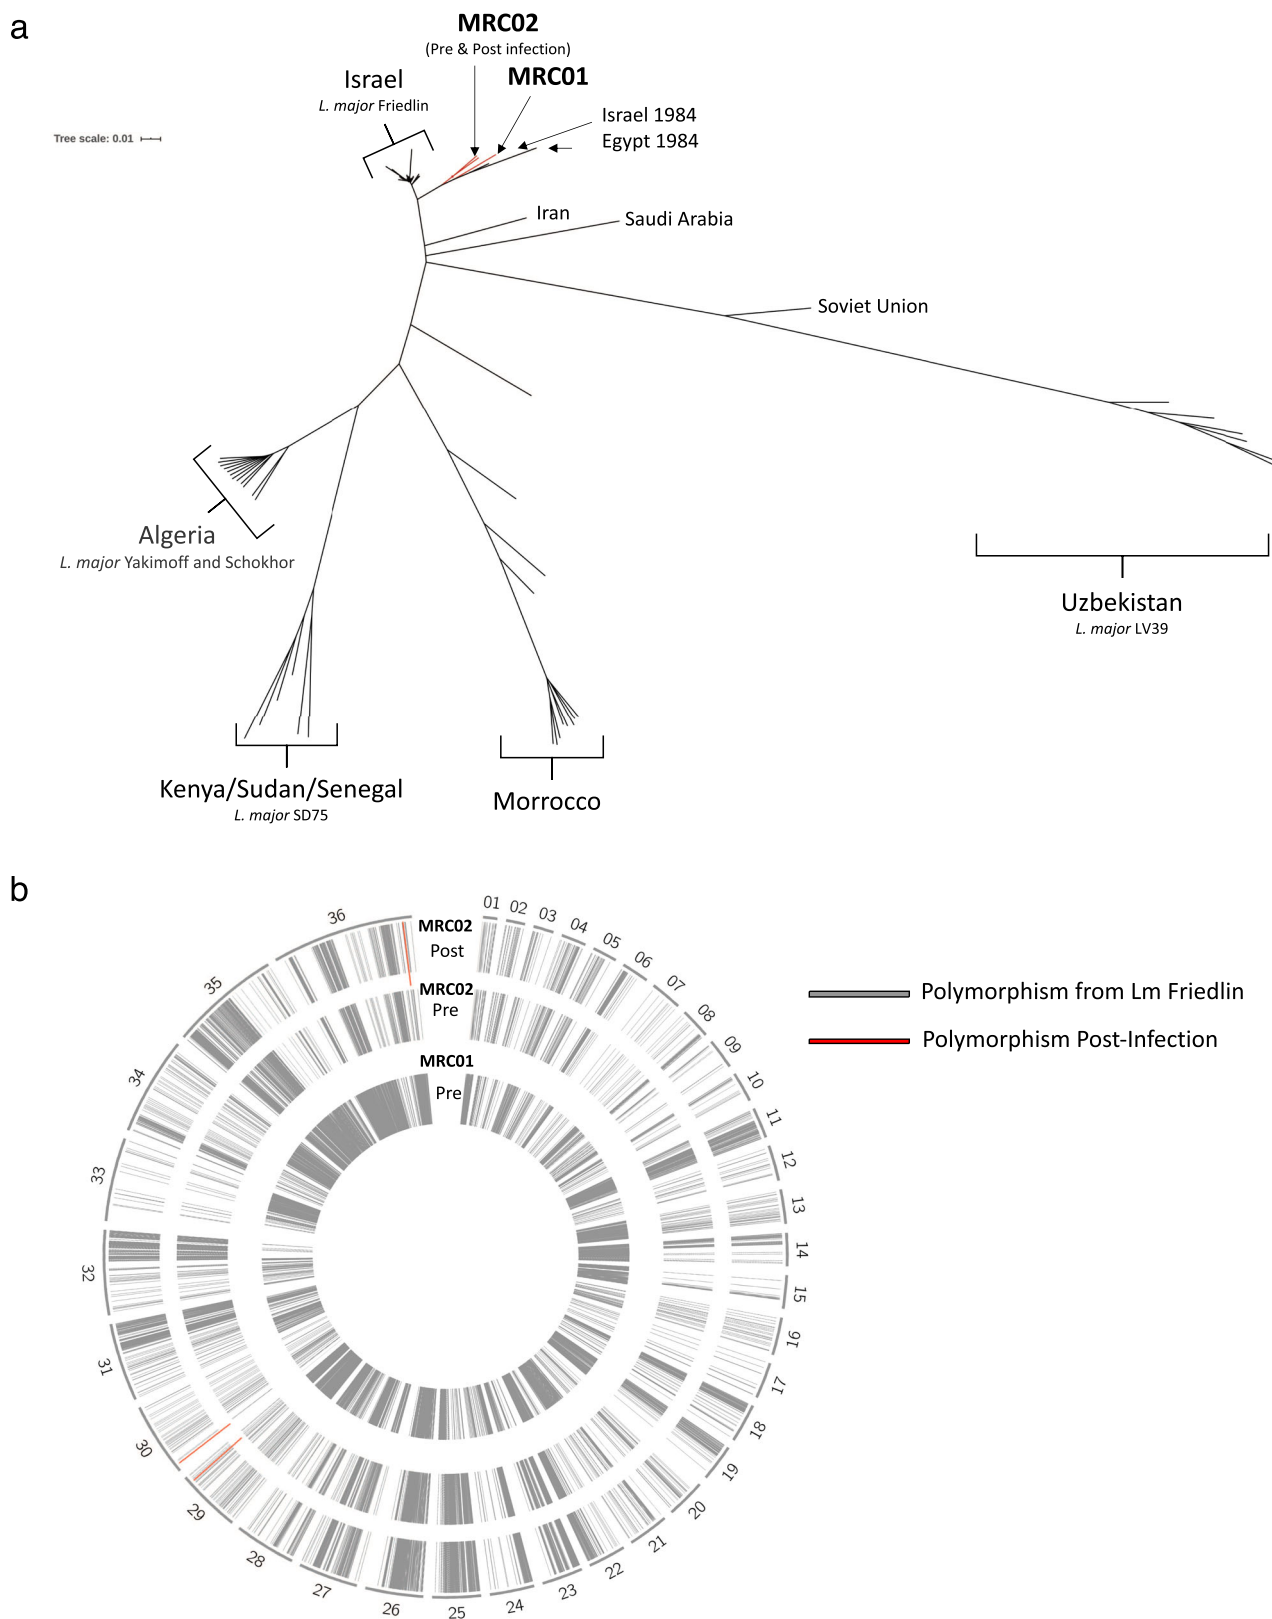 a
MRC02
(Pre & Post infection)
MRC01
Israel
L. major Friedlin
Israel 1984
Egypt 1984
Tree scale: 0.01
Iran
Saudi Arabia
Soviet Union
Algeria
L. major Yakimoff and Schokhor
Uzbekistan
L. major LV39
Kenya/Sudan/Senegal
L. major SD75
Morrocco
b
MRC02
Post
MRC02
Pre
MRC01
Pre
01
02
03
04
05
06
07
08
09
10
11
12
13
14
15
16
17
18
19
20
21
22
23
24
25
26
27
28
29
30
31
32
33
34
35
36
Polymorphism from Lm Friedlin
Polymorphism Post-Infection